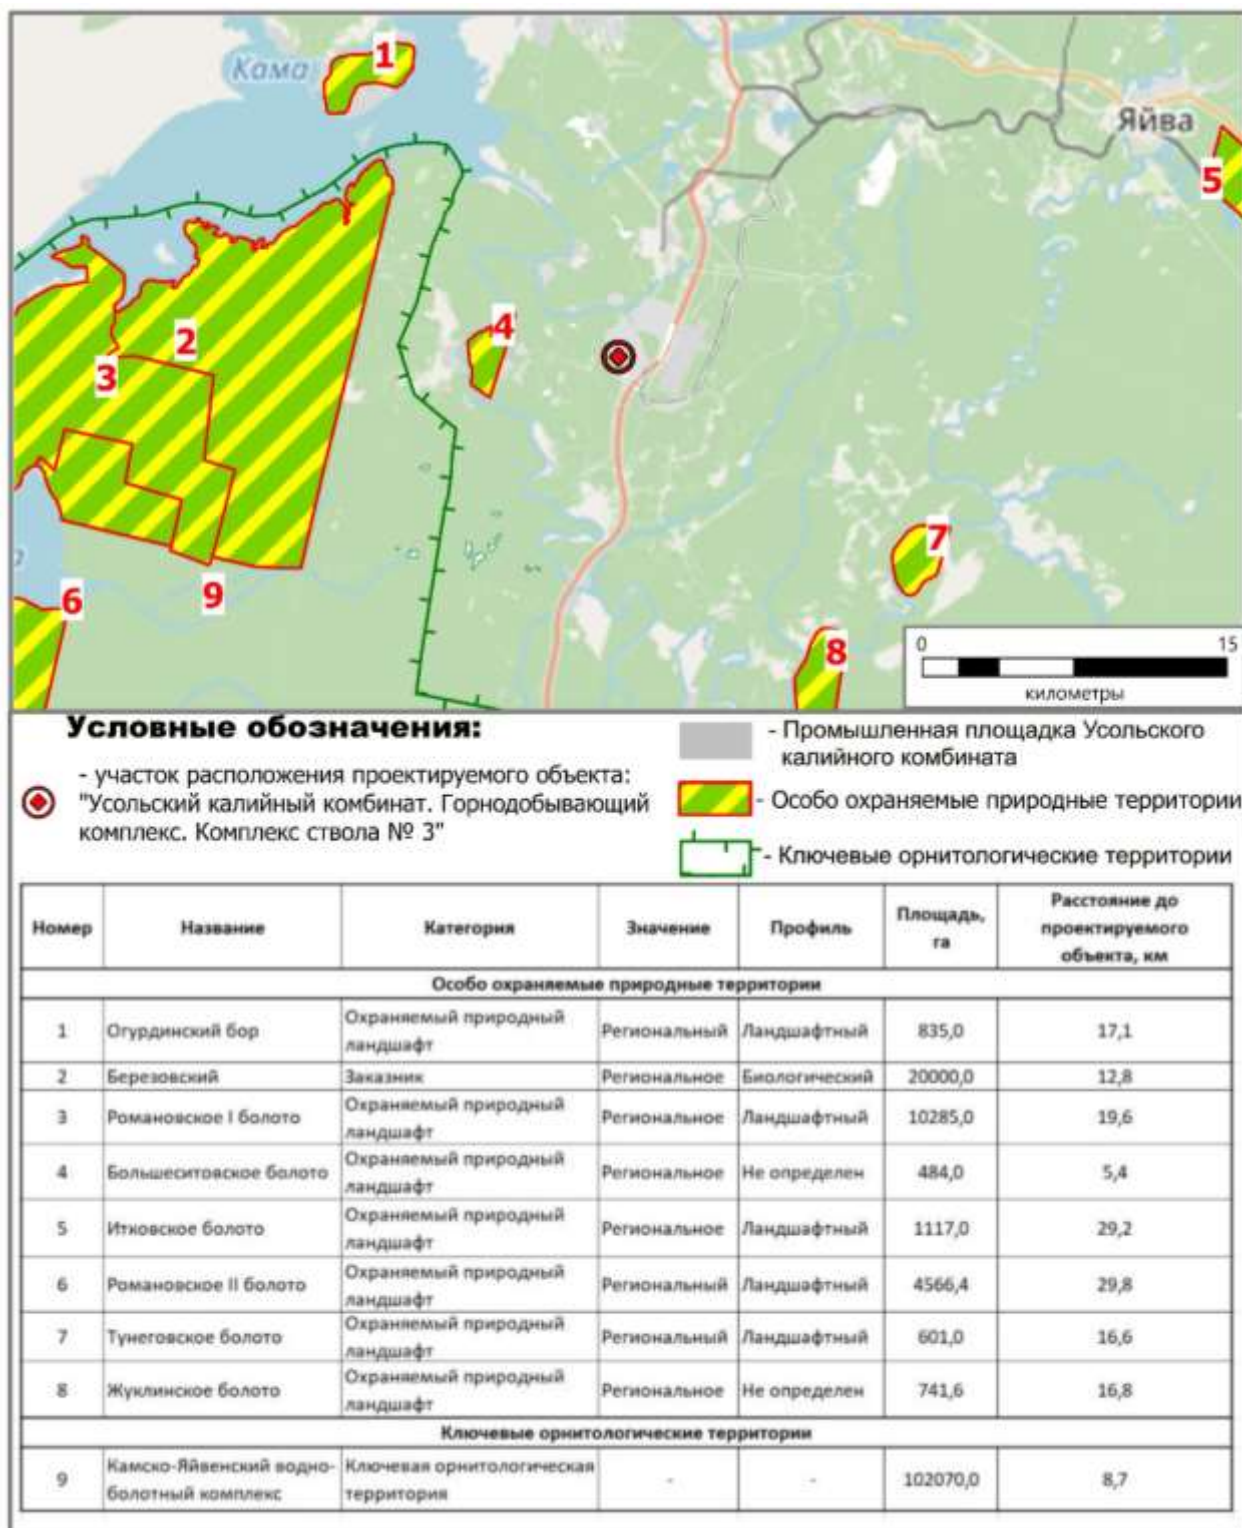 Кама
1
Яйва
5
4
2
3
7
6
9
8
0 15
километры
Условные обозначения:
- участок расположения проектируемого объекта:
"Усольский калийный комбинат. Горнодобывающий
комплекс. Комплекс ствола № 3"
- Промышленная площадка Усольского
калийного комбината
- Особо охраняемые природные территории
- Ключевые орнитологические территории
Номер Название Категория Значение Профиль Площадь, га Расстояние до проектируемого объекта, км
Особо охраняемые природные территории
1 Огурдинский бор Охраняемый природный ландшафт Региональный Ландшафтный 835,0 17,1
2 Березовский Заказник Региональное Биологический 20000,0 12,8
3 Романовское I болото Охраняемый природный ландшафт Региональное Ландшафтный 10285,0 19,6
4 Большеситовское болото Охраняемый природный ландшафт Региональное Не определен 484,0 5,4
5 Итковское болото Охраняемый природный ландшафт Региональное Ландшафтный 1117,0 29,2
6 Романовское II болото Охраняемый природный ландшафт Региональный Ландшафтный 4566,4 29,8
7 Тунеговское болото Охраняемый природный ландшафт Региональный Ландшафтный 601,0 16,6
8 Жуклинское болото Охраняемый природный ландшафт Региональное Не определен 741,6 16,8
Ключевые орнитологические территории
9 Камско-Яйвенский водно-болотный комплекс Ключевая орнитологическая территория - - 102070,0 8,7